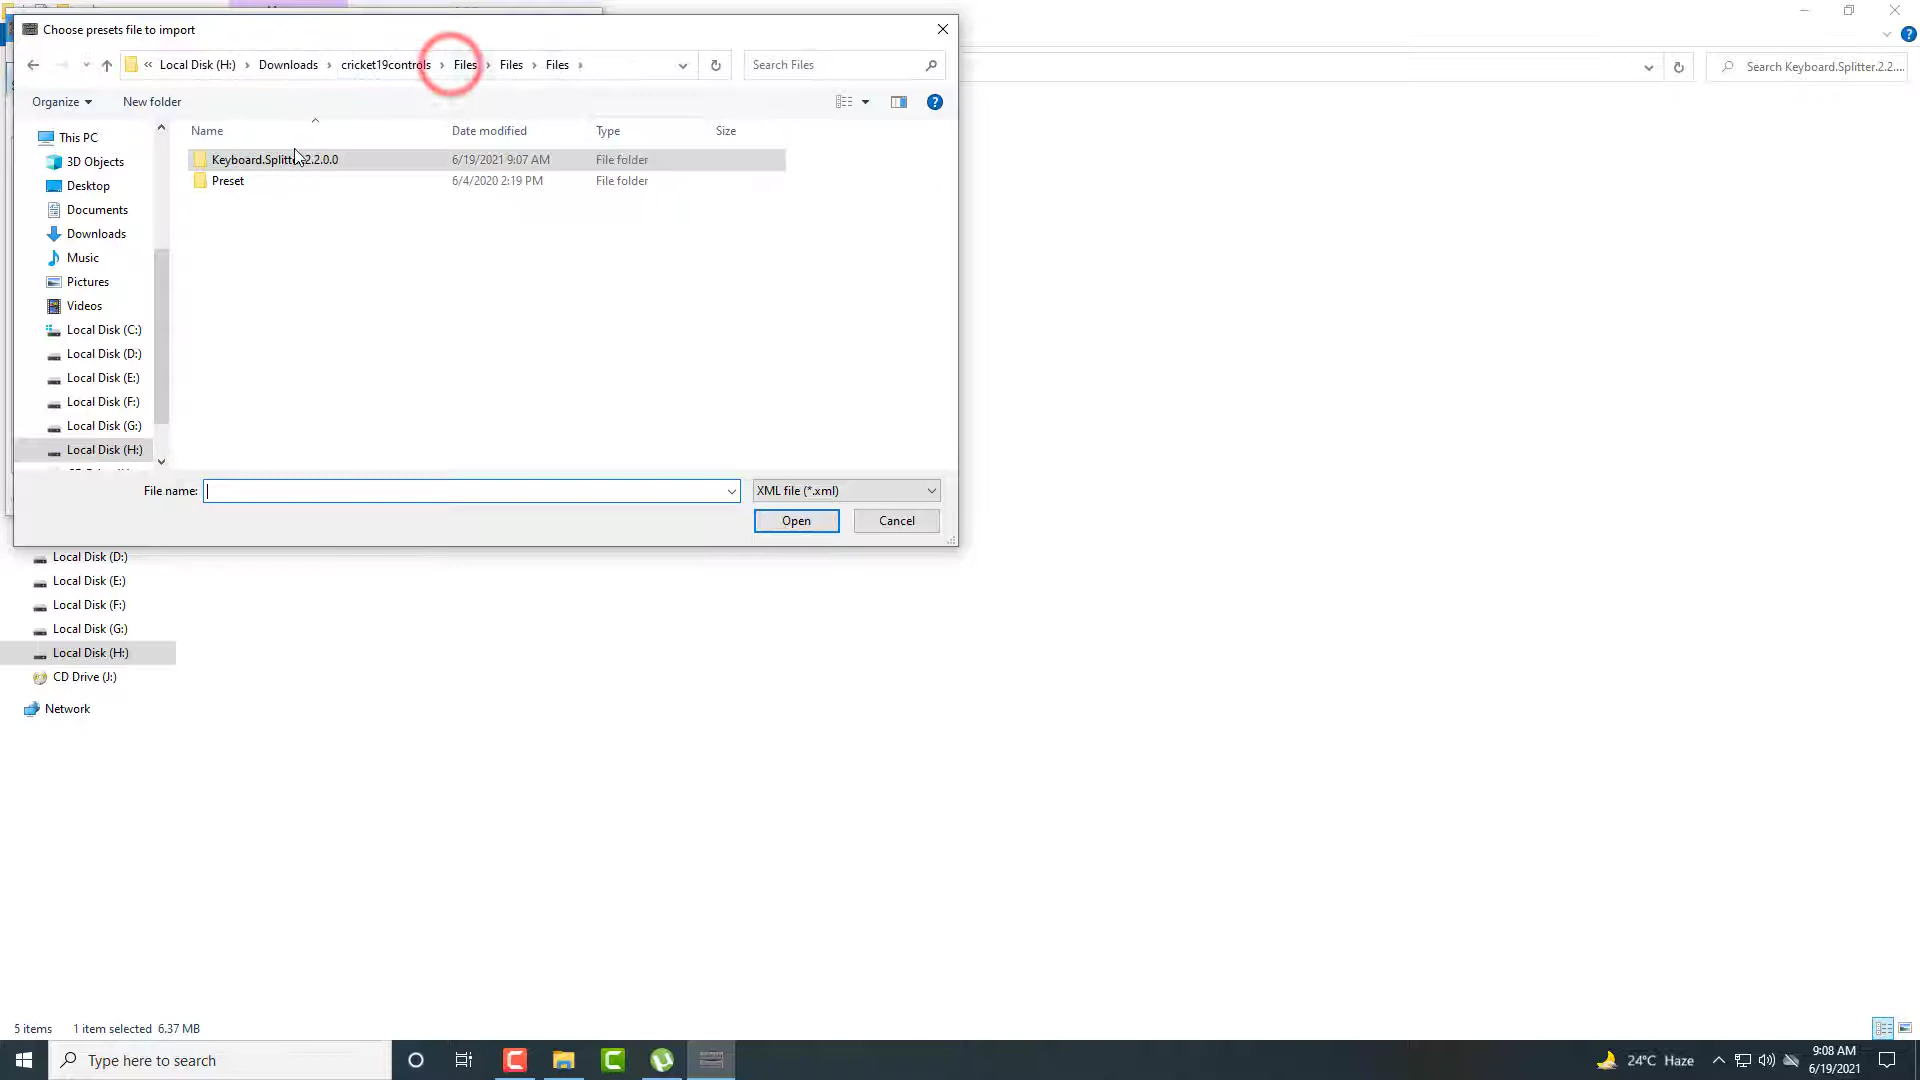 Choose presets file to import
« Local Disk (H:) › Downloads › cricket19controls › Files › Files › Files ›
Search Files
Search Keyboard.Splitter.2.2....
Organize
New folder
Name Date modified Type Size
Keyboard.Splitter.2.2.0.0 6/19/2021 9:07 AM File folder
Preset 6/4/2020 2:19 PM File folder
This PC
3D Objects
Desktop
Documents
Downloads
Music
Pictures
Videos
Local Disk (C:)
Local Disk (D:)
Local Disk (E:)
Local Disk (F:)
Local Disk (G:)
Local Disk (H:)
File name:
XML file (*.xml)
Open
Cancel
Local Disk (D:)
Local Disk (E:)
Local Disk (F:)
Local Disk (G:)
Local Disk (H:)
CD Drive (J:)
Network
5 items 1 item selected 6.37 MB
Type here to search
24°C Haze
9:08 AM
6/19/2021